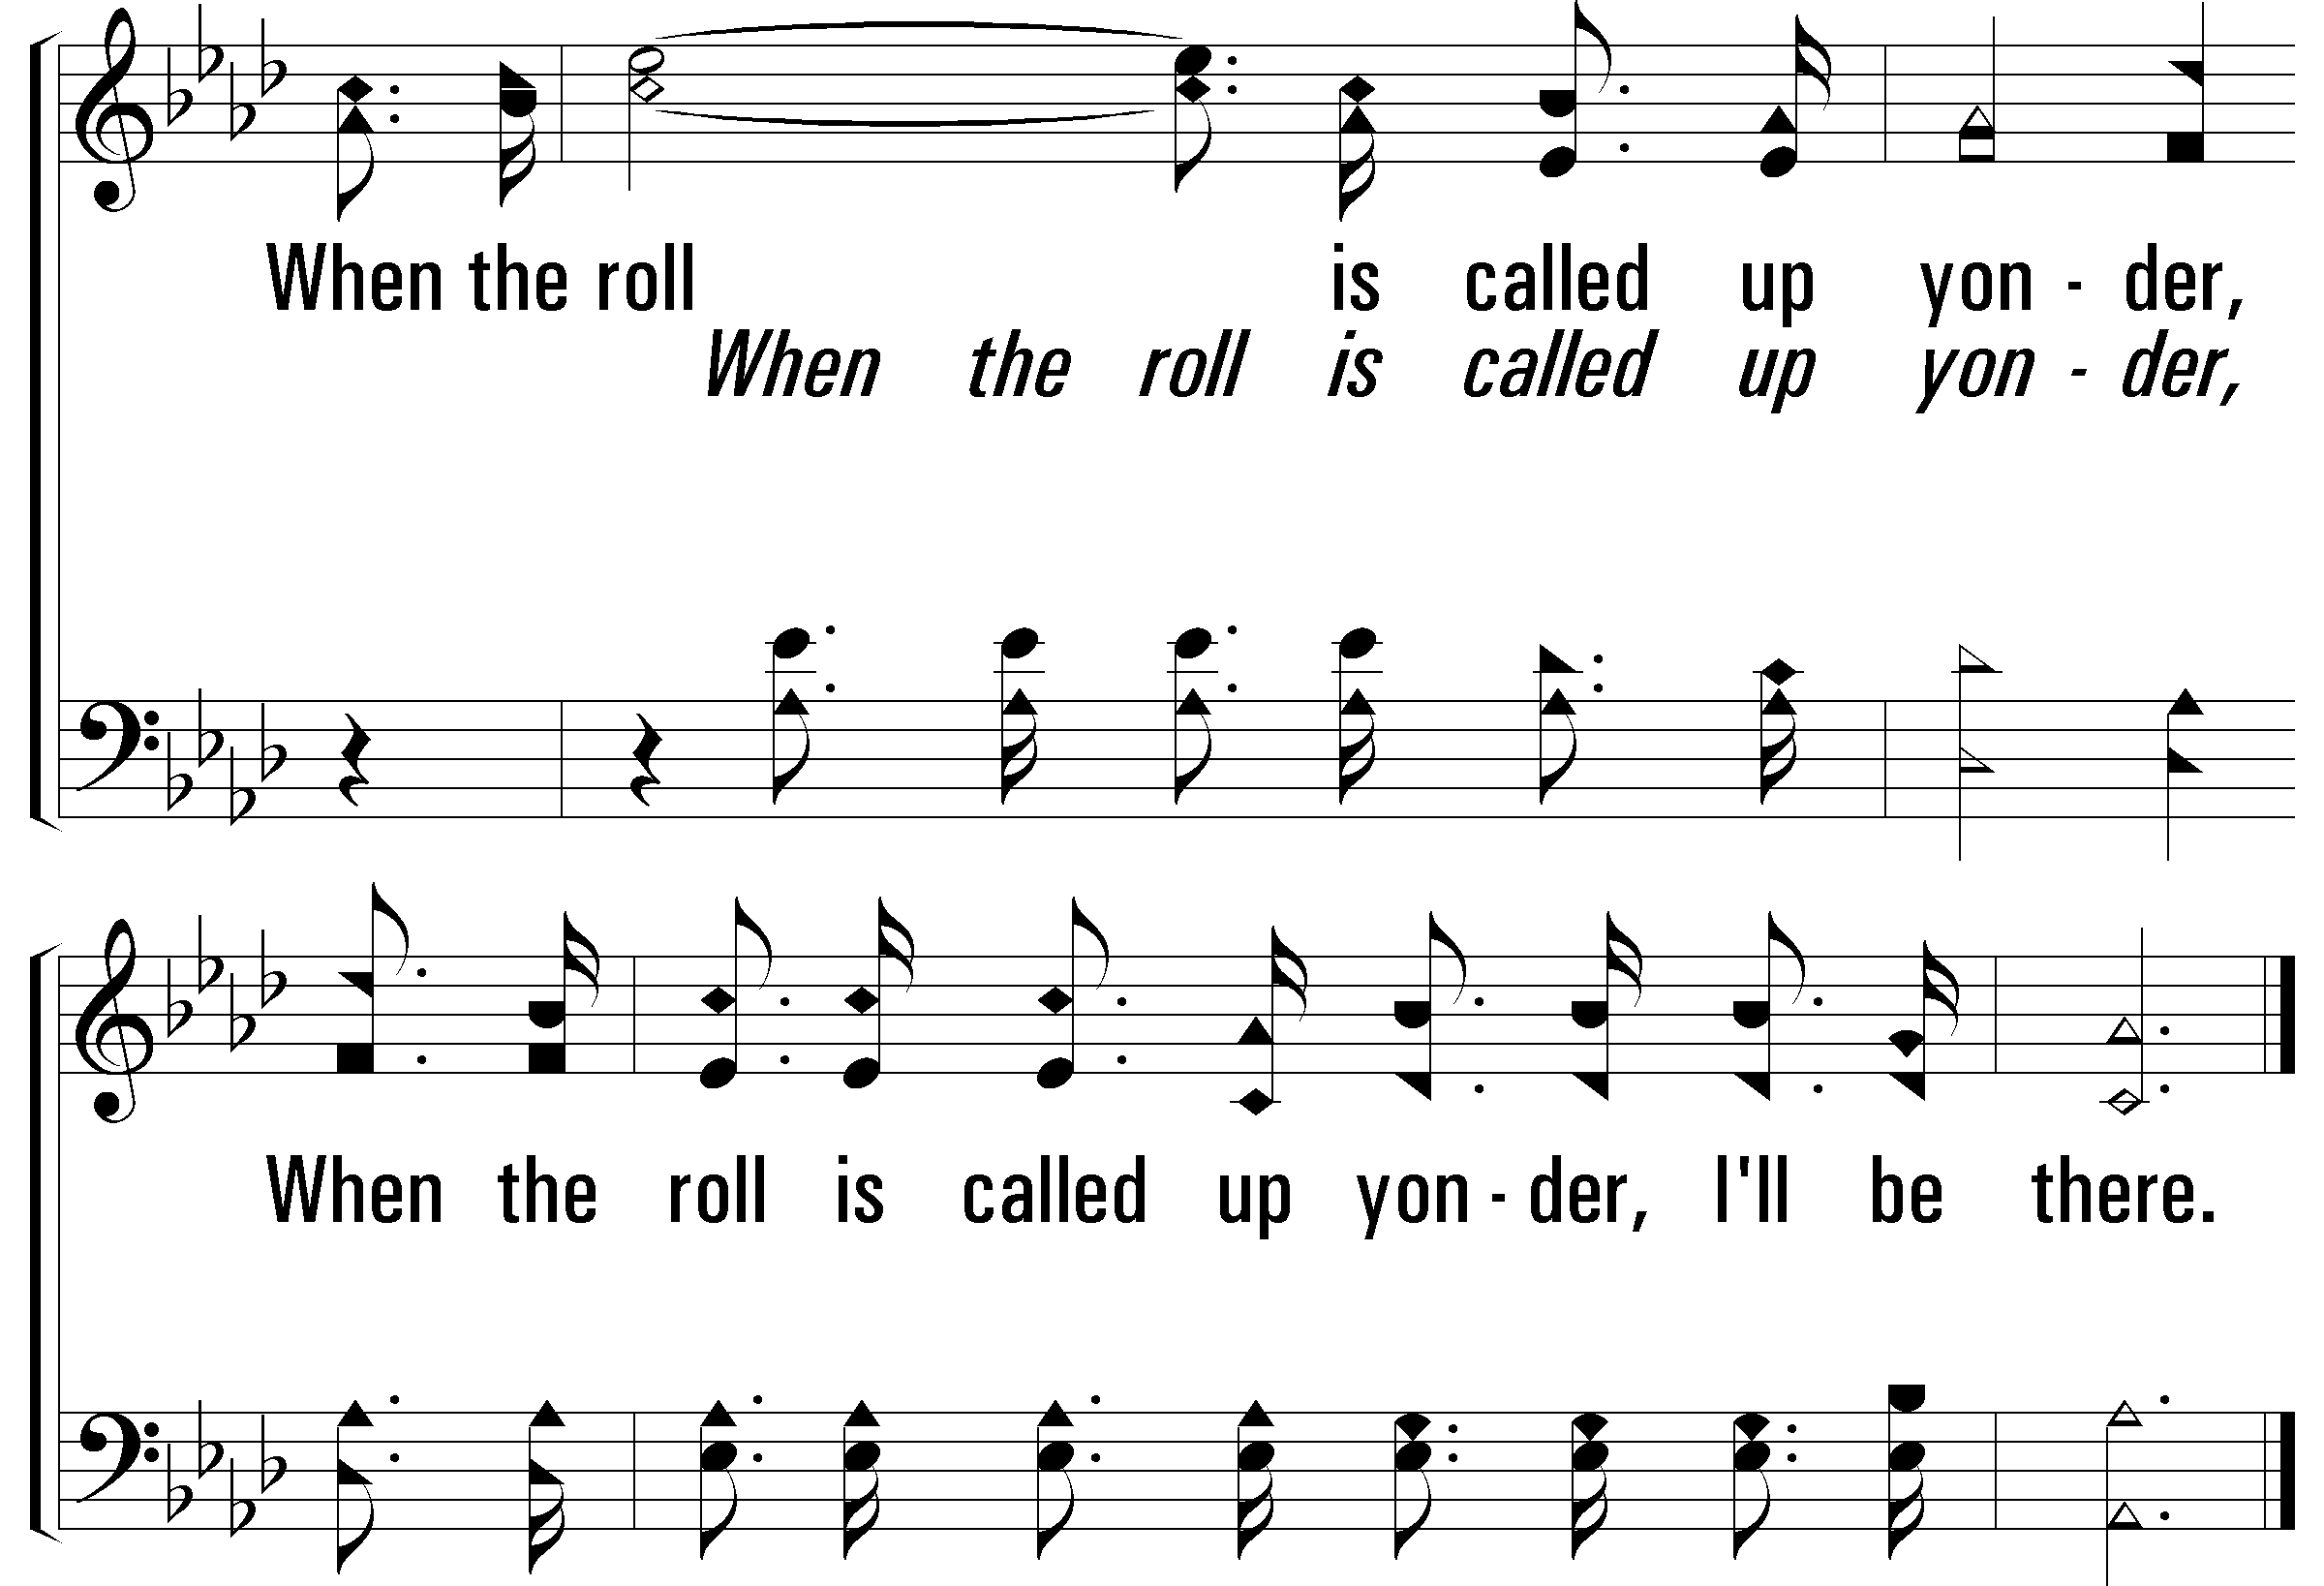 When the roll is called up yon - der,
When the roll is called up yon - der,
When the roll is called up yon - der, I'll be there.